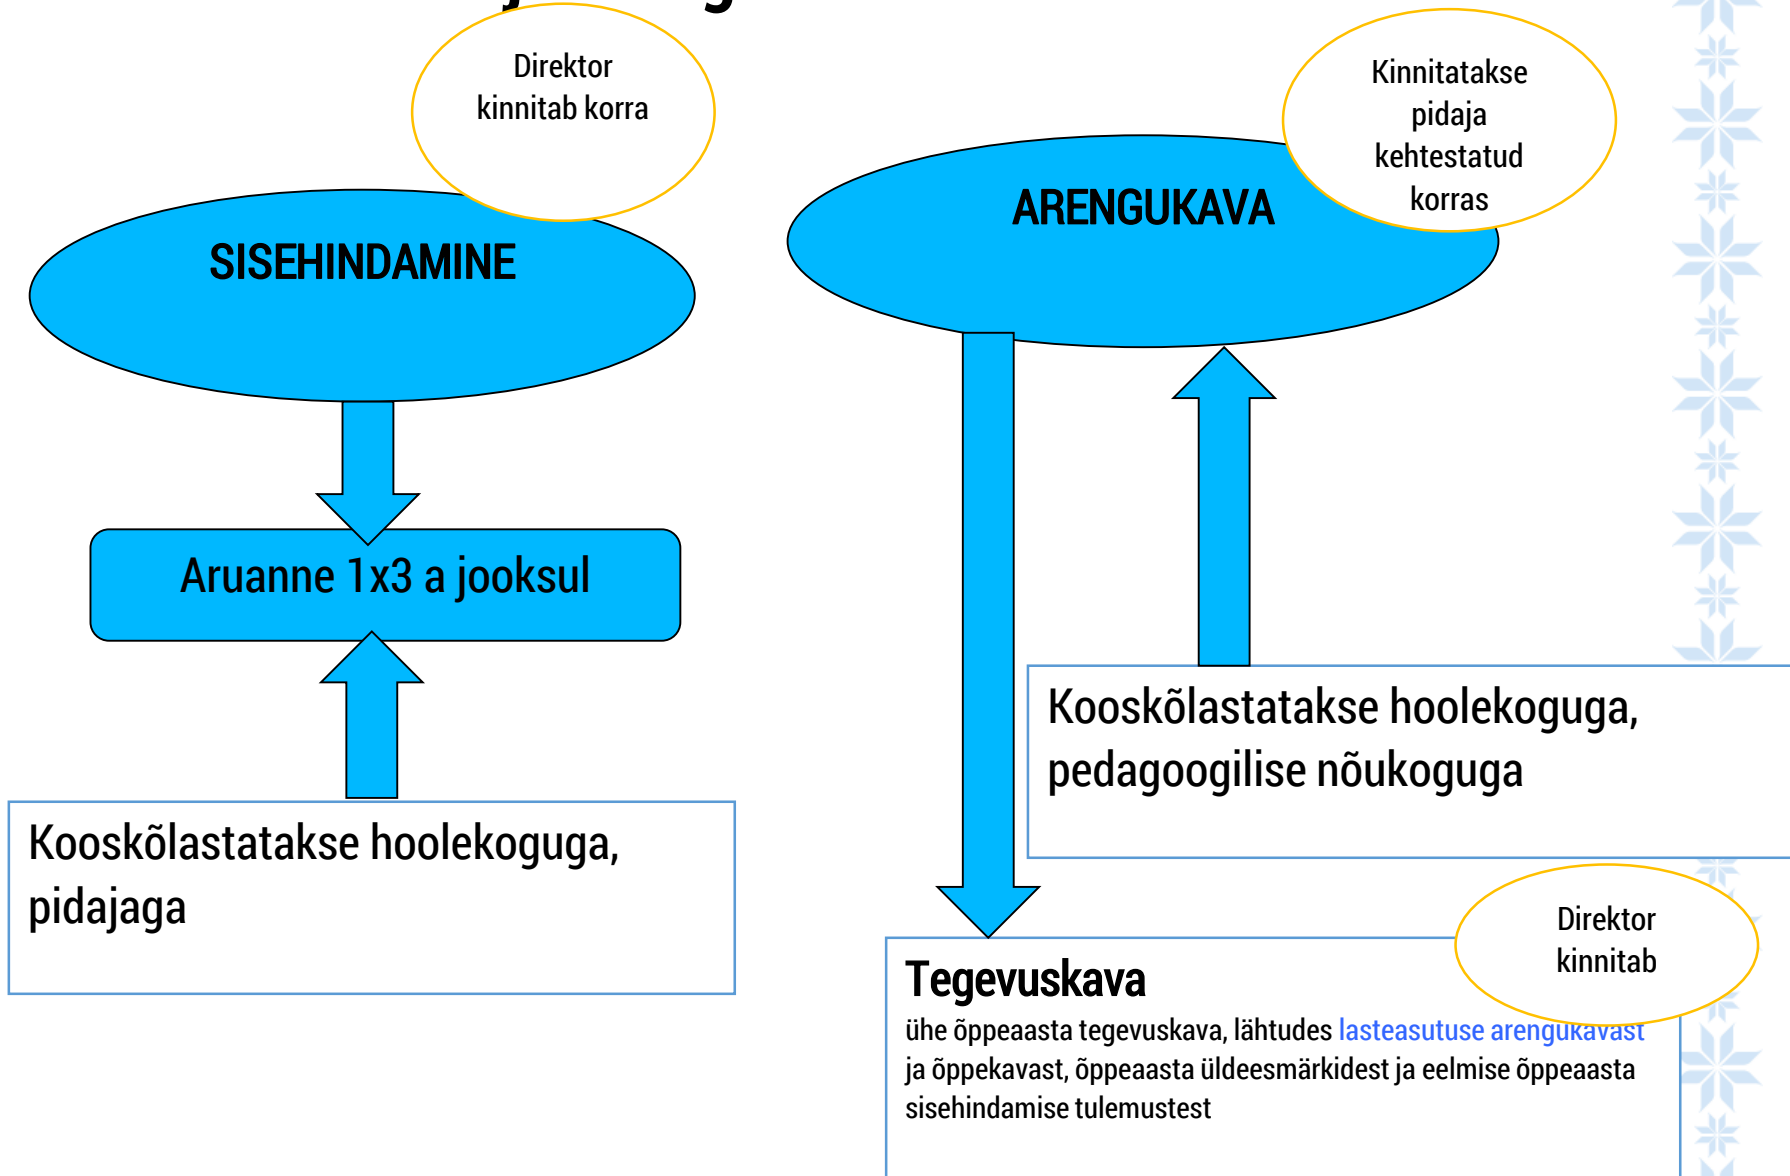 Direktor
kinnitab korra
SISEHINDAMINE
Aruanne 1x3 a jooksul
Kooskõlastatakse hoolekoguga,
pidajaga
Kinnitatakse
pidaja
kehtestatud
korras
ARENGUKAVA
Kooskõlastatakse hoolekoguga,
pedagoogilise nõukoguga
Direktor
kinnitab
Tegevuskava
ühe õppeaasta tegevuskava, lähtudes lasteasutuse arengukavast
ja õppekavast, õppeaasta üldeesmärkidest ja eelmise õppeaasta
sisehindamise tulemustest